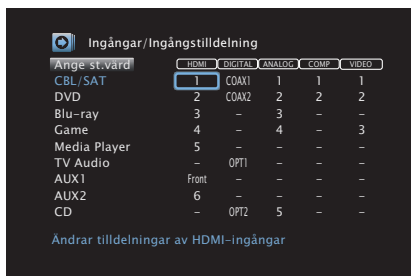 Ingångar/Ingångstilldelning
Ange st.värd HDMI DIGITAL ANALOG COMP VIDEO
CBL/SAT 1 COAX1 1 1 1
DVD 2 COAX2 2 2 2
Blu-ray 3 – 3 – –
Game 4 – 4 – 3
Media Player 5 – – – –
TV Audio – OPT1 – – –
AUX1 Front – – – –
AUX2 6 – – – –
CD – OPT2 5 – –
Ändrar tilldelningar av HDMI-ingångar